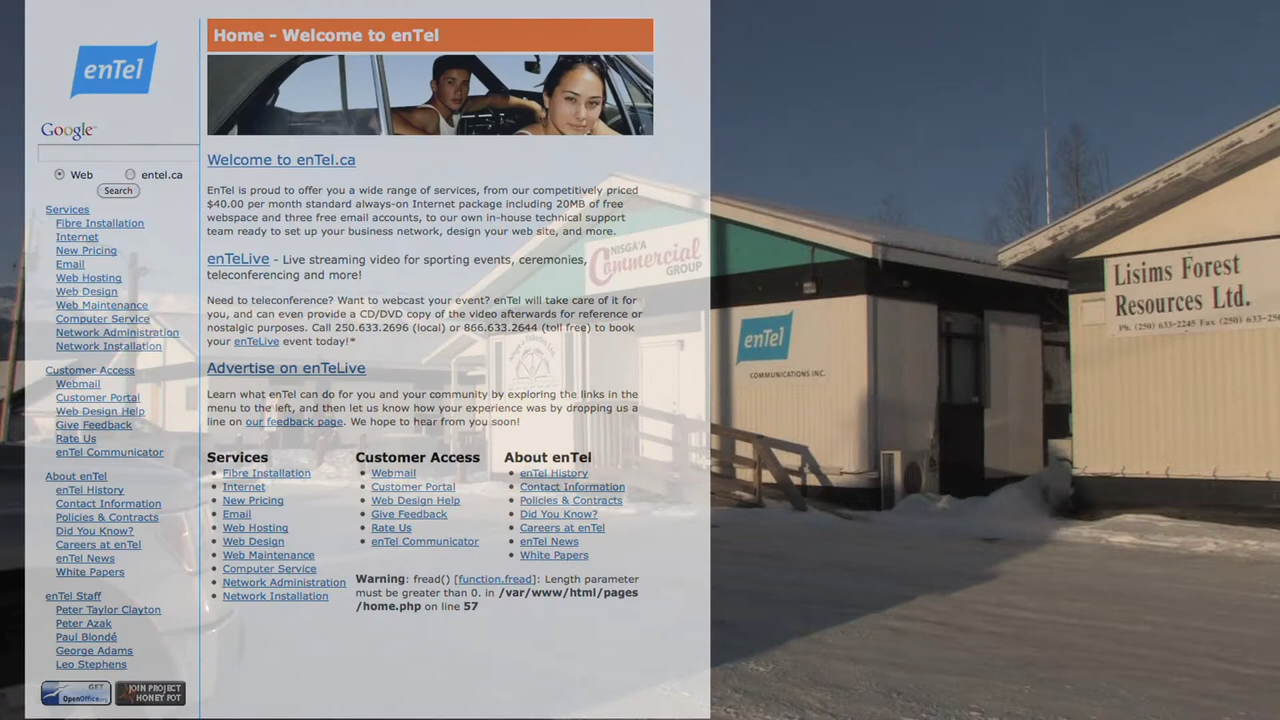 enTel
Google
Web
entel.ca
Search
Services
Fibre Installation
Internet
New Pricing
Email
Web Hosting
Web Design
Web Maintenance
Computer Service
Network Administration
Network Installation
Customer Access
Webmail
Customer Portal
Web Design Help
Give Feedback
Rate Us
enTel Communicator
About enTel
enTel History
Contact Information
Policies & Contracts
Did You Know?
Careers at enTel
enTel News
White Papers
enTel Staff
Peter Taylor Clayton
Peter Azak
Paul Blondé
George Adams
Leo Stephens
GET
OpenOffice.org
JOIN PROJECT
HONEY POT
Home - Welcome to enTel
Welcome to enTel.ca
EnTel is proud to offer you a wide range of services, from our competitively priced
$40.00 per month standard always-on Internet package including 20MB of free
webspace and three free email accounts, to our own in-house technical support
team ready to set up your business network, design your web site, and more.
enTeLive - Live streaming video for sporting events, ceremonies,
teleconferencing and more!
Need to teleconference? Want to webcast your event? enTel will take care of it for
you, and can even provide a CD/DVD copy of the video afterwards for reference or
nostalgic purposes. Call 250.633.2696 (local) or 866.633.2644 (toll free) to book
your enTeLive event today!*
Advertise on enTeLive
Learn what enTel can do for you and your community by exploring the links in the
menu to the left, and then let us know how your experience was by dropping us a
line on our feedback page. We hope to hear from you soon!
Services
Fibre Installation
Internet
New Pricing
Email
Web Hosting
Web Design
Web Maintenance
Computer Service
Network Administration
Network Installation
Customer Access
Webmail
Customer Portal
Web Design Help
Give Feedback
Rate Us
enTel Communicator
About enTel
enTel History
Contact Information
Policies & Contracts
Did You Know?
Careers at enTel
enTel News
White Papers
Warning: fread() [function.fread]: Length parameter
must be greater than 0. in /var/www/html/pages
/home.php on line 57
NISGA'A
Commercial
GROUP
enTel
COMMUNICATIONS INC.
Lisims Forest
Resources Ltd.
Ph. (250) 633-2245 Fax (250) 633-